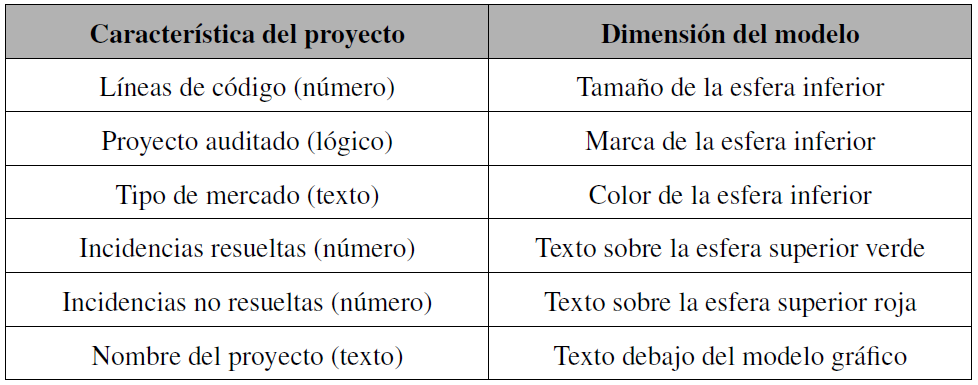 Característica del proyecto Dimensión del modelo
Líneas de código (número) Tamaño de la esfera inferior
Proyecto auditado (lógico) Marca de la esfera inferior
Tipo de mercado (texto) Color de la esfera inferior
Incidencias resueltas (número) Texto sobre la esfera superior verde
Incidencias no resueltas (número) Texto sobre la esfera superior roja
Nombre del proyecto (texto) Texto debajo del modelo gráfico